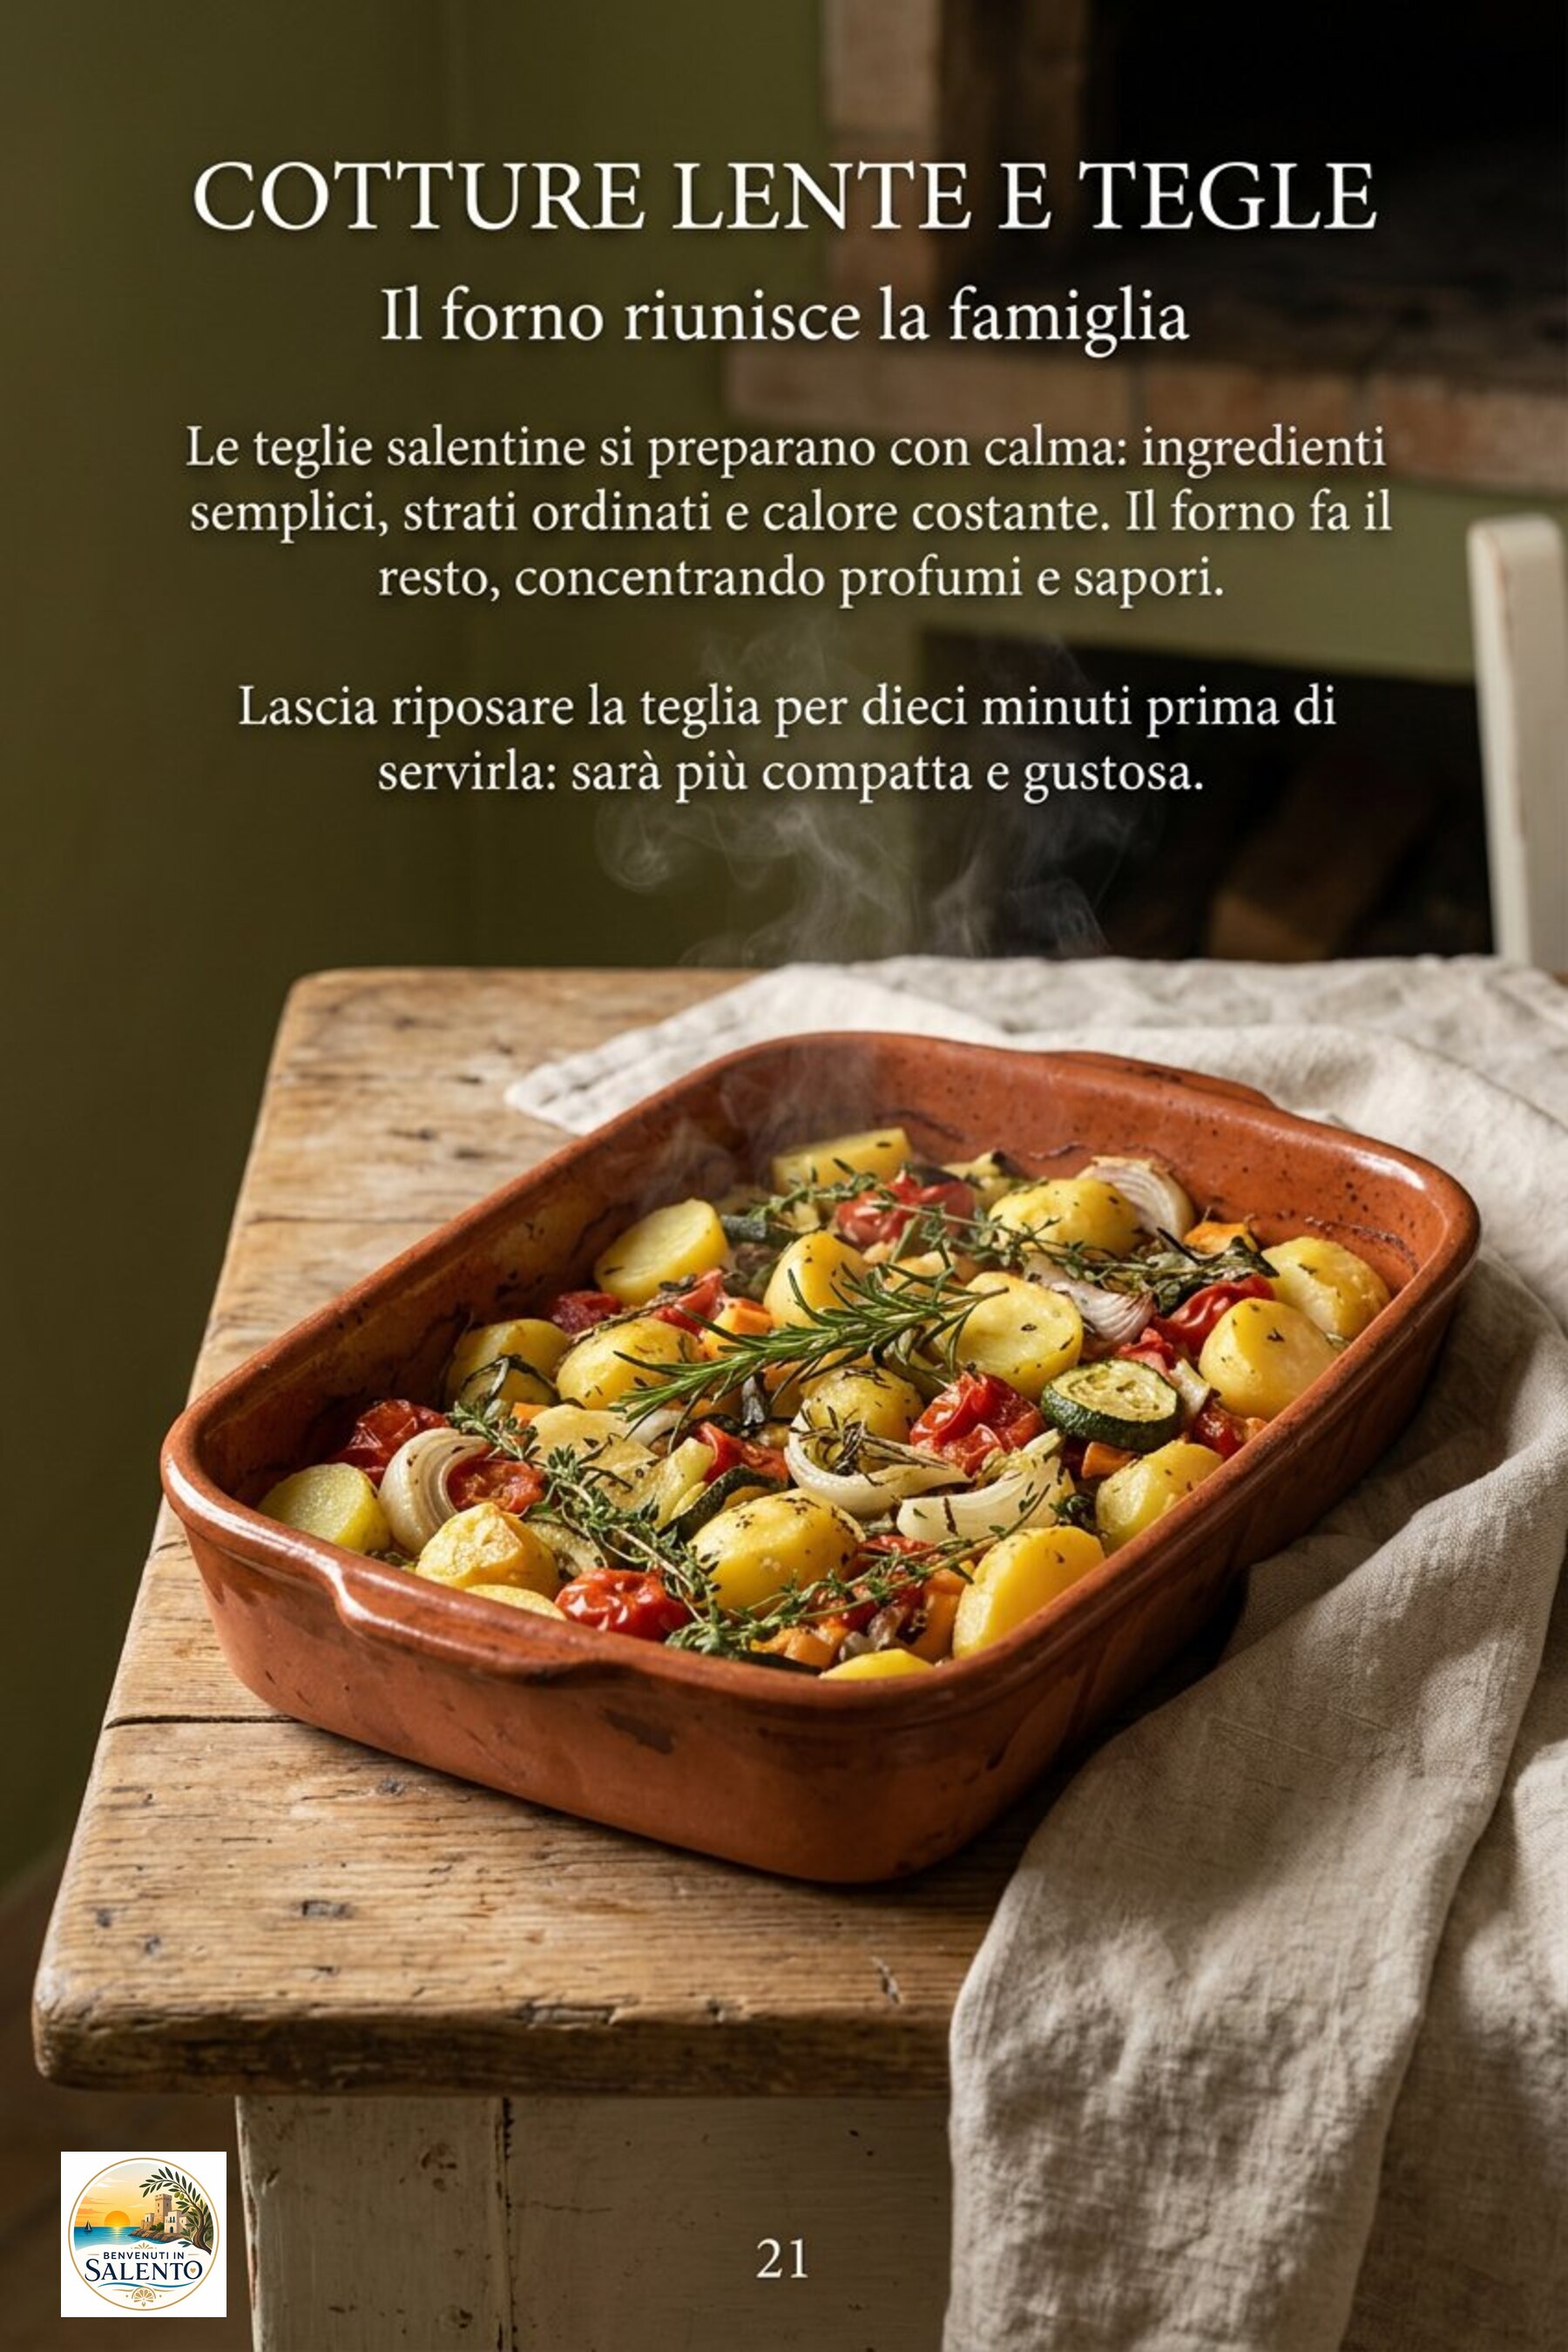 COTTURE LENTE E TEGLE
Il forno riunisce la famiglia
Le teglie salentine si preparano con calma: ingredienti
semplici, strati ordinati e calore costante. Il forno fa il
resto, concentrando profumi e sapori.
Lascia riposare la teglia per dieci minuti prima di
servirla: sarà più compatta e gustosa.
BENVENUTI IN
SALENTO
21